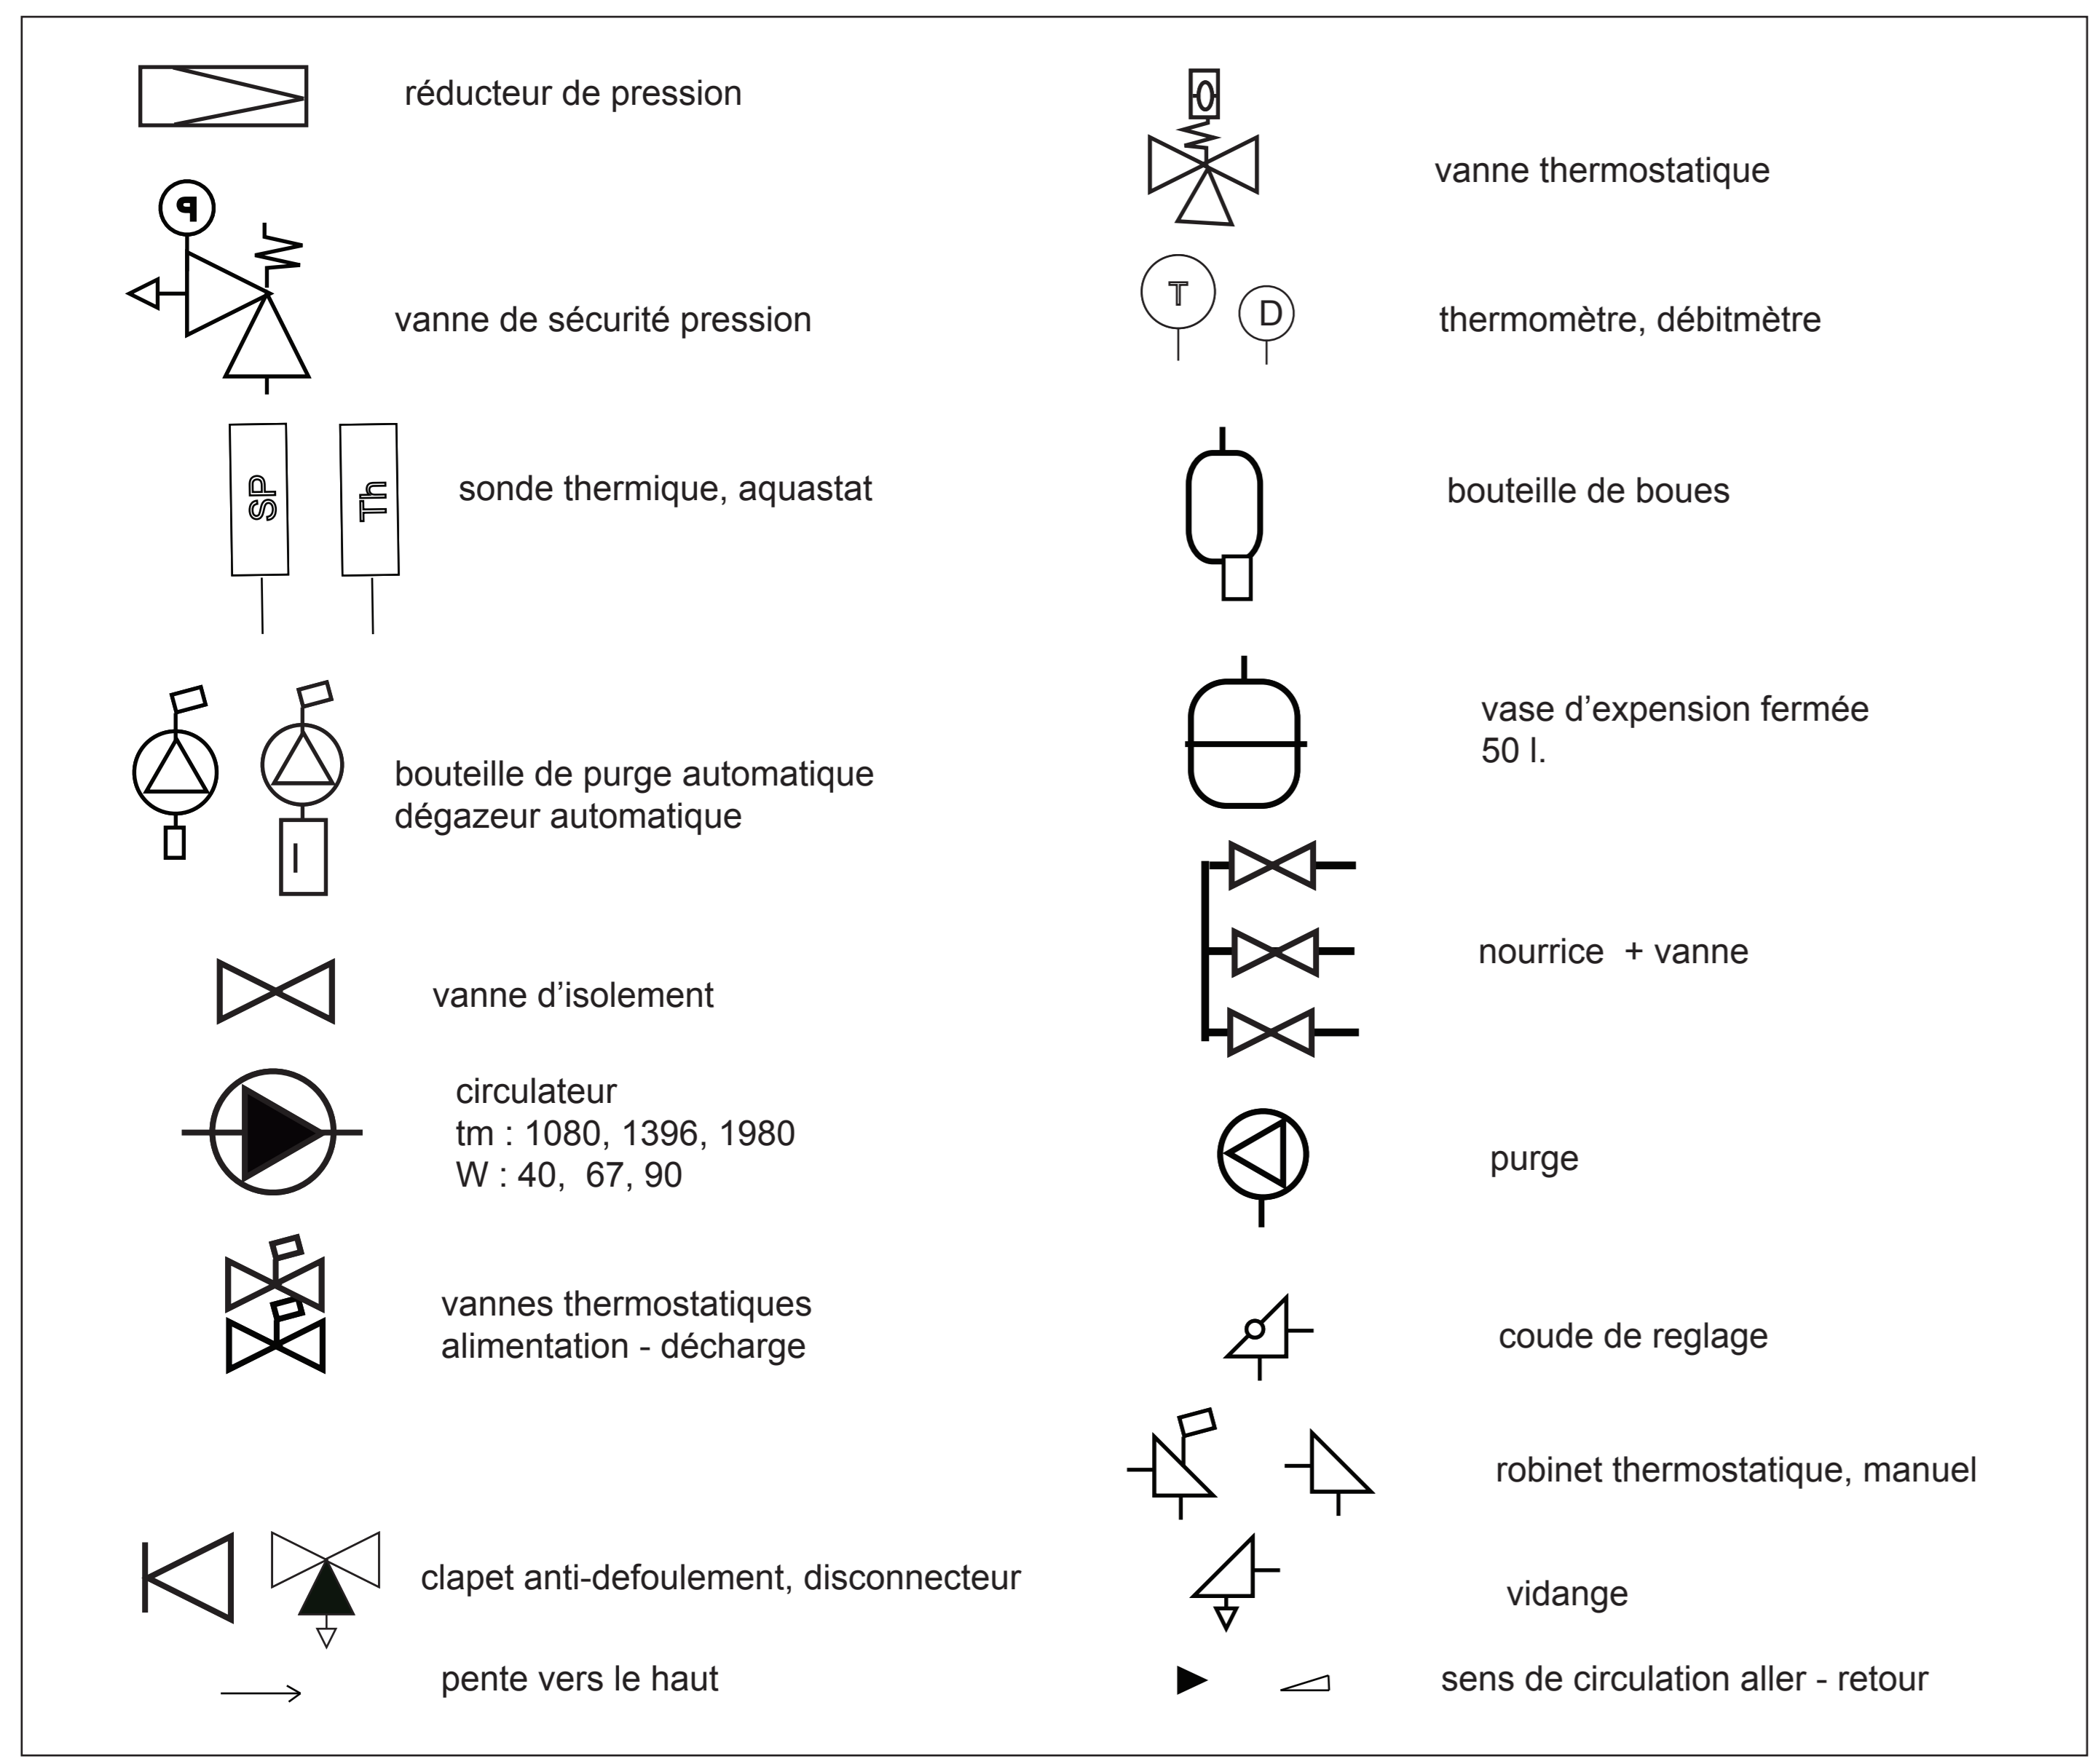 réducteur de pression
P
vanne de sécurité pression
SP
Th
sonde thermique, aquastat
bouteille de purge automatique
dégazeur automatique
vanne d’isolement
circulateur
tm : 1080, 1396, 1980
W : 40, 67, 90
vannes thermostatiques
alimentation - décharge
clapet anti-defoulement, disconnecteur
pente vers le haut
vanne thermostatique
T
D
thermomètre, débitmètre
bouteille de boues
vase d’expension fermée
50 l.
nourrice + vanne
purge
coude de reglage
robinet thermostatique, manuel
vidange
sens de circulation aller - retour